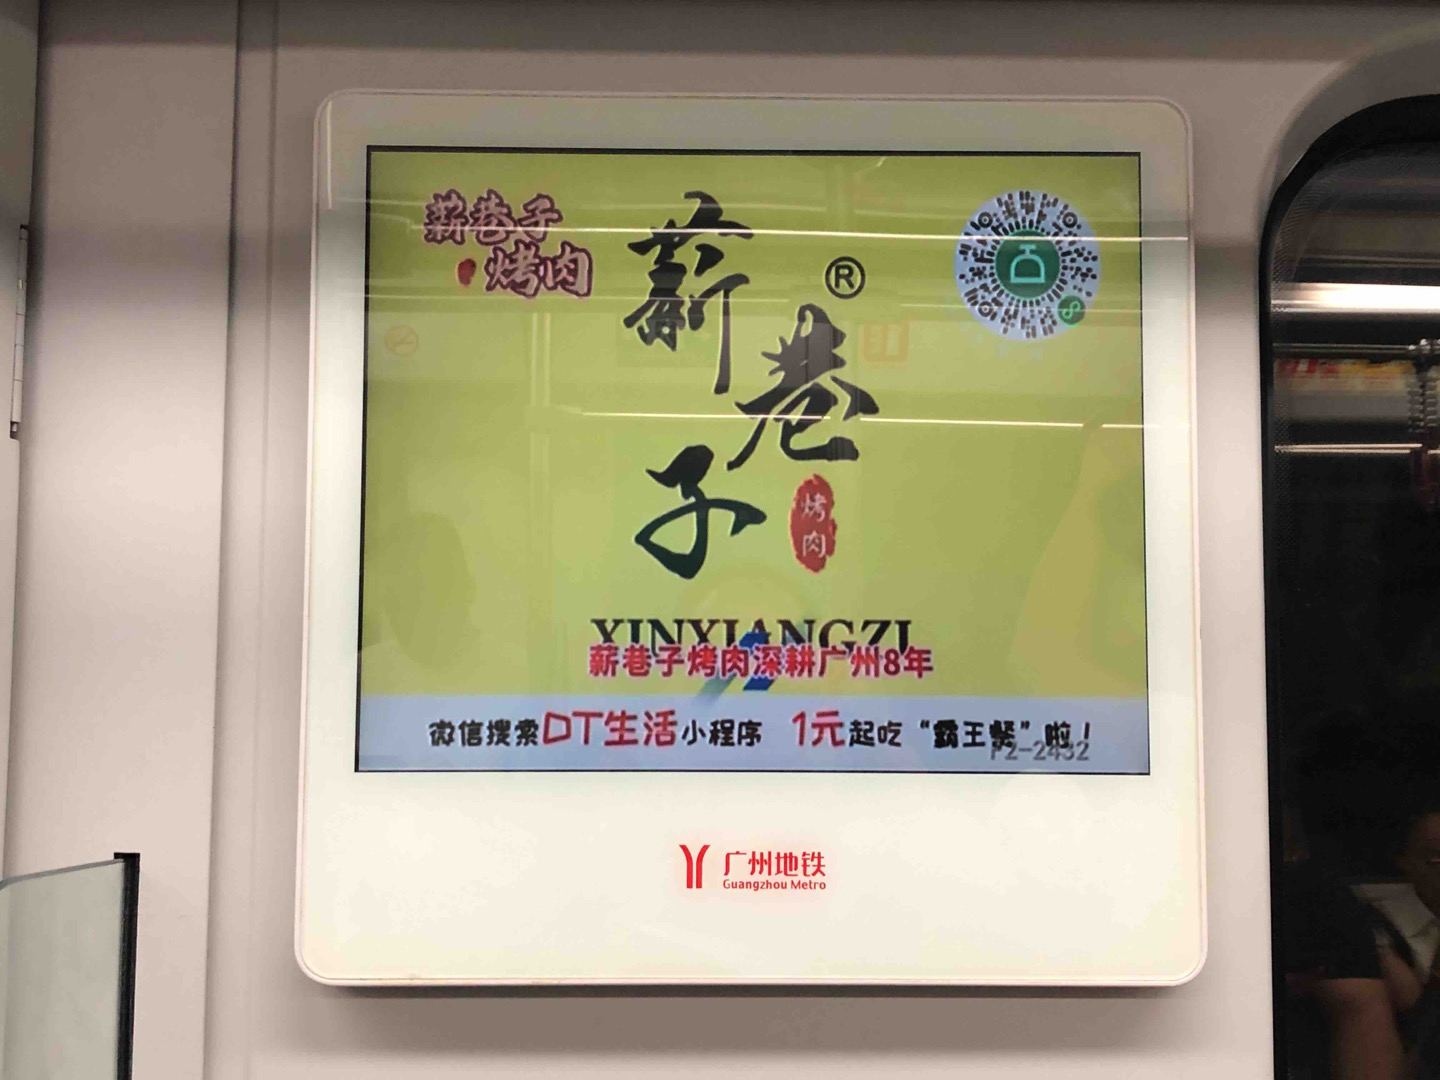 薪巷子
烤肉
薪
巷
子
®
烤
肉
XINXIANGZI
薪巷子烤肉深耕广州8年
微信搜索DT生活小程序 1元起吃“霸王餐”啦！
F2-2432
广州地铁
Guangzhou Metro